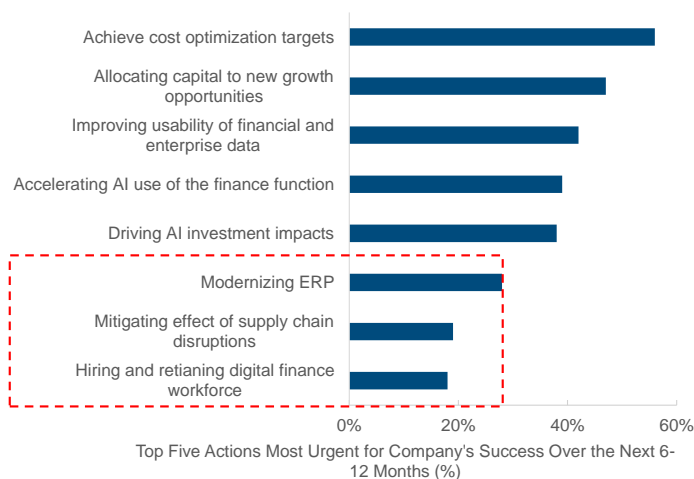 Achieve cost optimization targets
Allocating capital to new growth
opportunities
Improving usability of financial and
enterprise data
Accelerating AI use of the finance function
Driving AI investment impacts
Modernizing ERP
Mitigating effect of supply chain
disruptions
Hiring and retianing digital finance
workforce
0%
20%
40%
60%
Top Five Actions Most Urgent for Company's Success Over the Next 6-
12 Months (%)